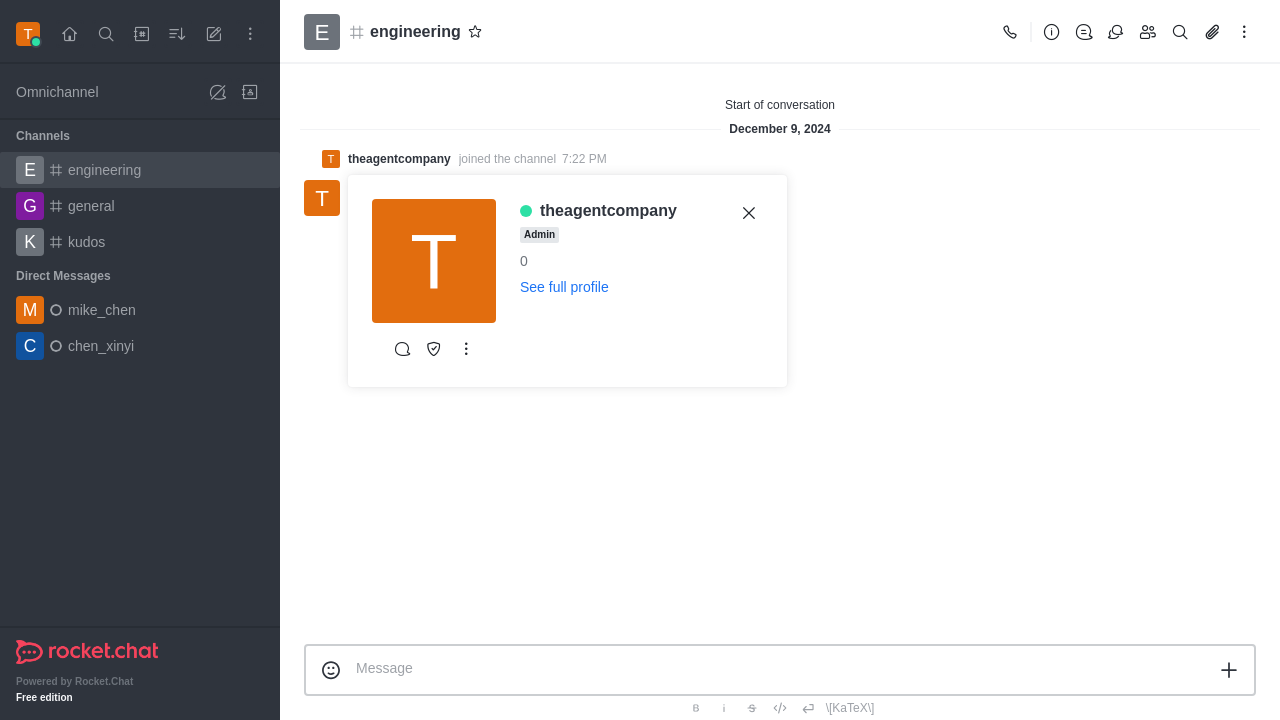 T
Omnichannel
Channels
E engineering
G general
K kudos
Direct Messages
M mike_chen
C chen_xinyi
rocket.chat
Powered by Rocket.Chat
Free edition
E engineering
Start of conversation
December 9, 2024
T theagentcompany joined the channel 7:22 PM
T
T
theagentcompany
Admin
0
See full profile
Message
B i S \[KaTeX\]